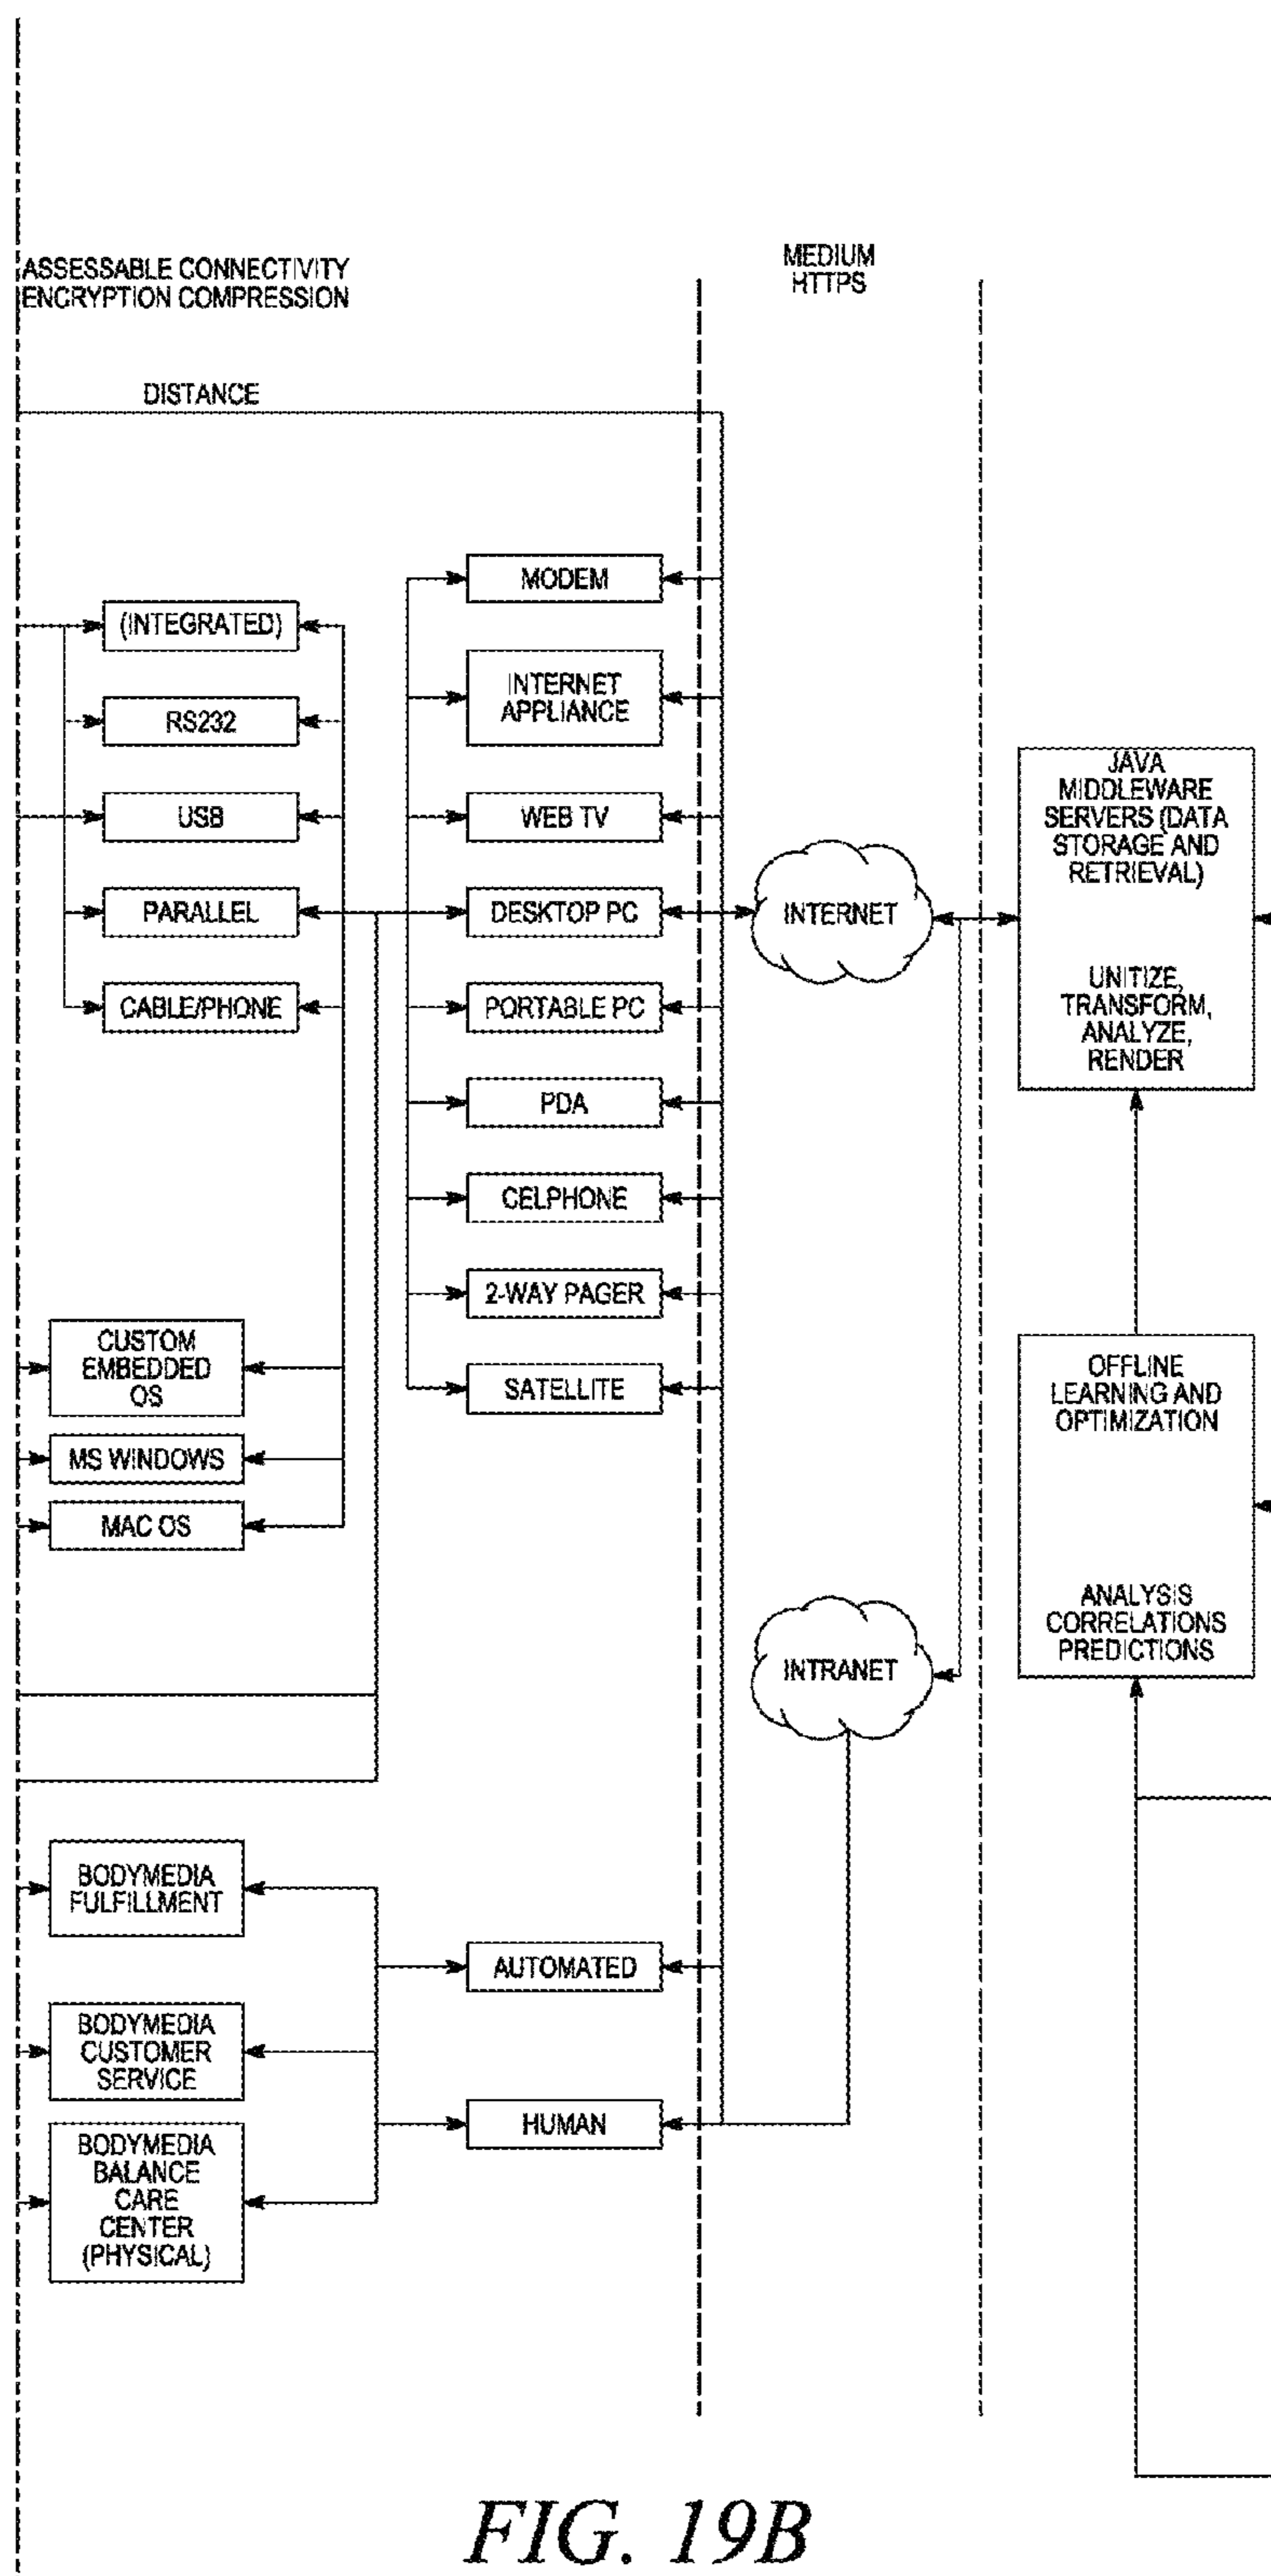 ASSESSABLE CONNECTIVITY
ENCRYPTION COMPRESSION
MEDIUM
HTTPS
DISTANCE
(INTEGRATED)
RS232
USB
PARALLEL
CABLE/PHONE
CUSTOM
EMBEDDED
OS
MS WINDOWS
MAC OS
BODYMEDIA
FULFILLMENT
BODYMEDIA
CUSTOMER
SERVICE
BODYMEDIA
BALANCE
CARE
CENTER
(PHYSICAL)
MODEM
INTERNET
APPLIANCE
WEB TV
DESKTOP PC
PORTABLE PC
PDA
CELPHONE
2-WAY PAGER
SATELLITE
AUTOMATED
HUMAN
INTERNET
INTRANET
JAVA
MIDDLEWARE
SERVERS (DATA
STORAGE AND
RETRIEVAL)
UNITIZE,
TRANSFORM,
ANALYZE,
RENDER
OFFLINE
LEARNING AND
OPTIMIZATION
ANALYSIS
CORRELATIONS
PREDICTIONS
FIG. 19B